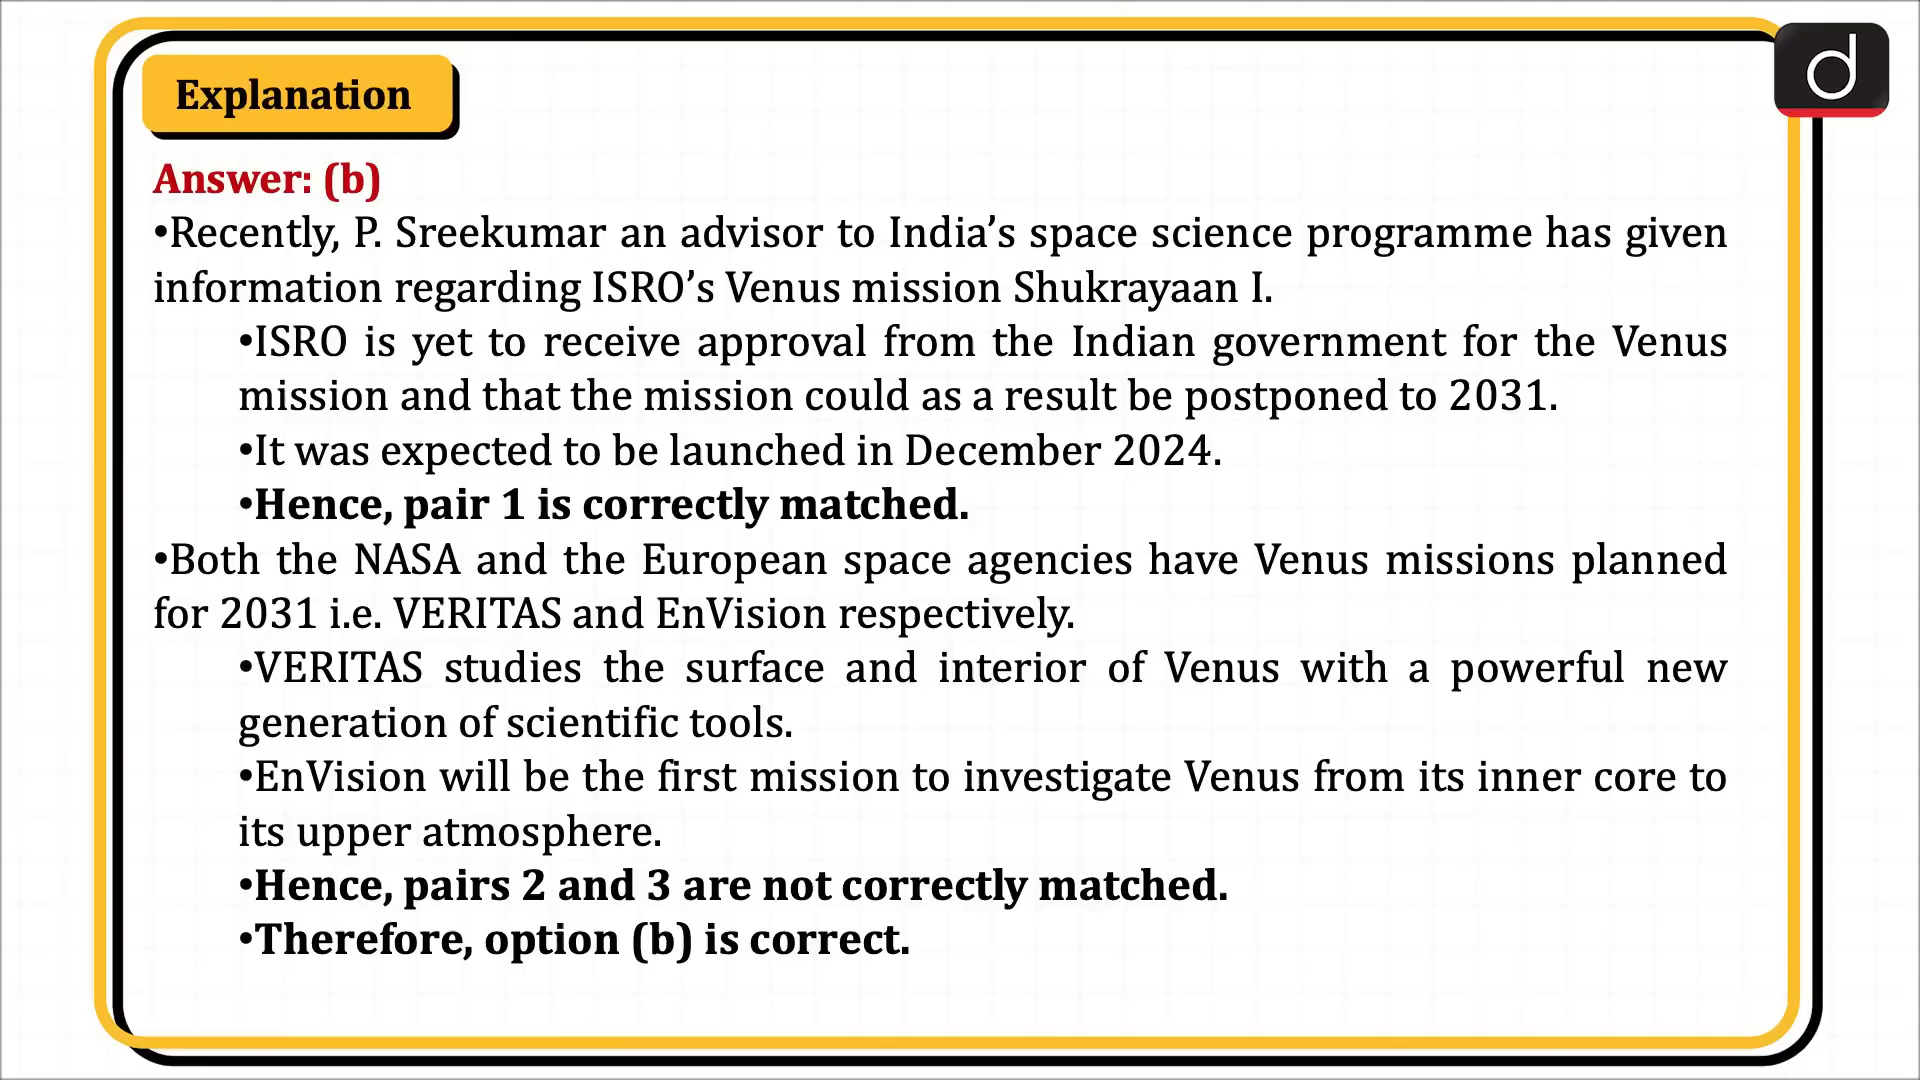 Explanation
Answer: (b)
•Recently, P. Sreekumar an advisor to India’s space science programme has given
information regarding ISRO’s Venus mission Shukrayaan I.
•ISRO is yet to receive approval from the Indian government for the Venus
mission and that the mission could as a result be postponed to 2031.
•It was expected to be launched in December 2024.
•Hence, pair 1 is correctly matched.
•Both the NASA and the European space agencies have Venus missions planned
for 2031 i.e. VERITAS and EnVision respectively.
•VERITAS studies the surface and interior of Venus with a powerful new
generation of scientific tools.
•EnVision will be the first mission to investigate Venus from its inner core to
its upper atmosphere.
•Hence, pairs 2 and 3 are not correctly matched.
•Therefore, option (b) is correct.
d